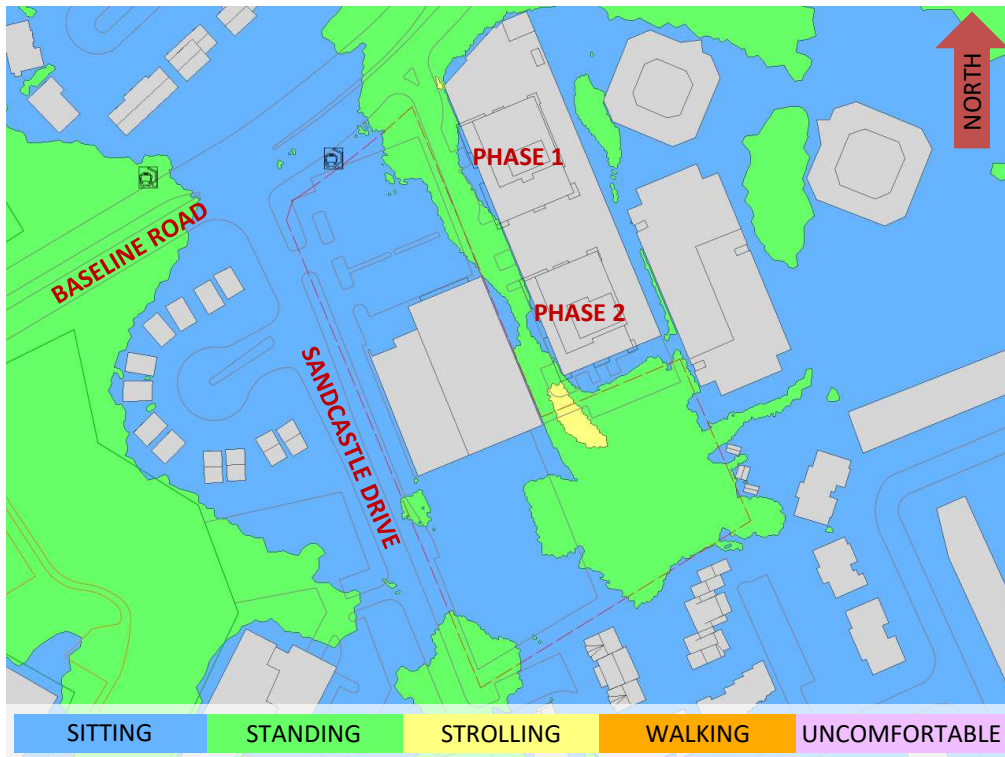 NORTH
PHASE 1
BASELINE ROAD
PHASE 2
SANDCASTLE DRIVE
SITTING
STANDING
STROLLING
WALKING
UNCOMFORTABLE